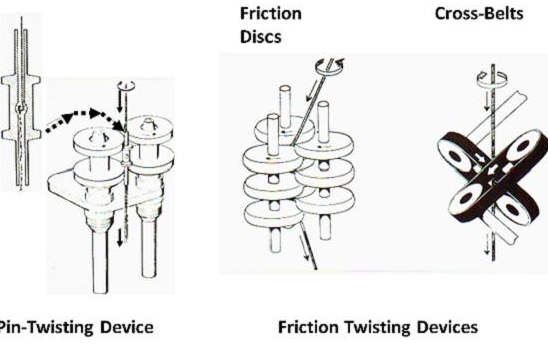 Friction
Discs
Cross-Belts
Pin-Twisting Device
Friction Twisting Devices